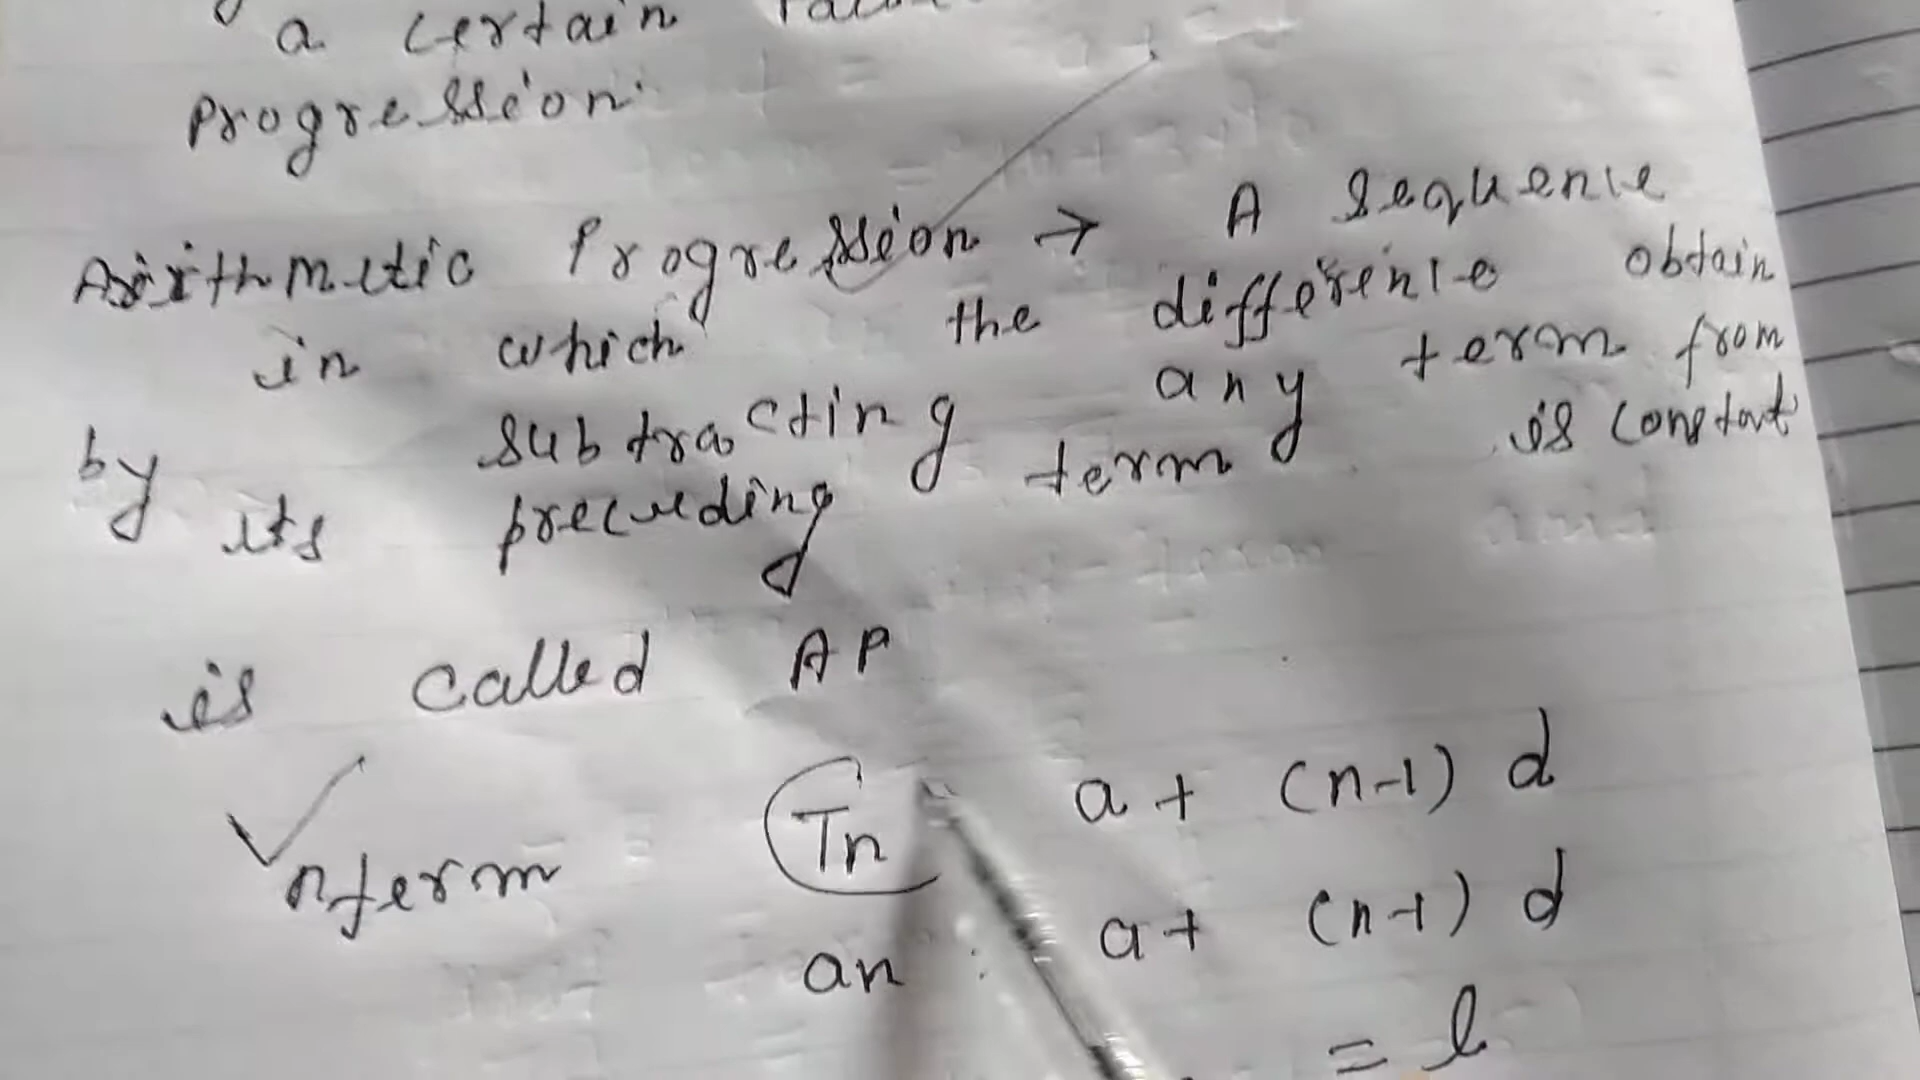 a certain
progression
Arithmetic Progression → A sequence
in which the difference obtain
by subtracting any term from
its preceeding term is constant
is called AP
nterm Tn a + (n-1) d
an a + (n-1) d
= l